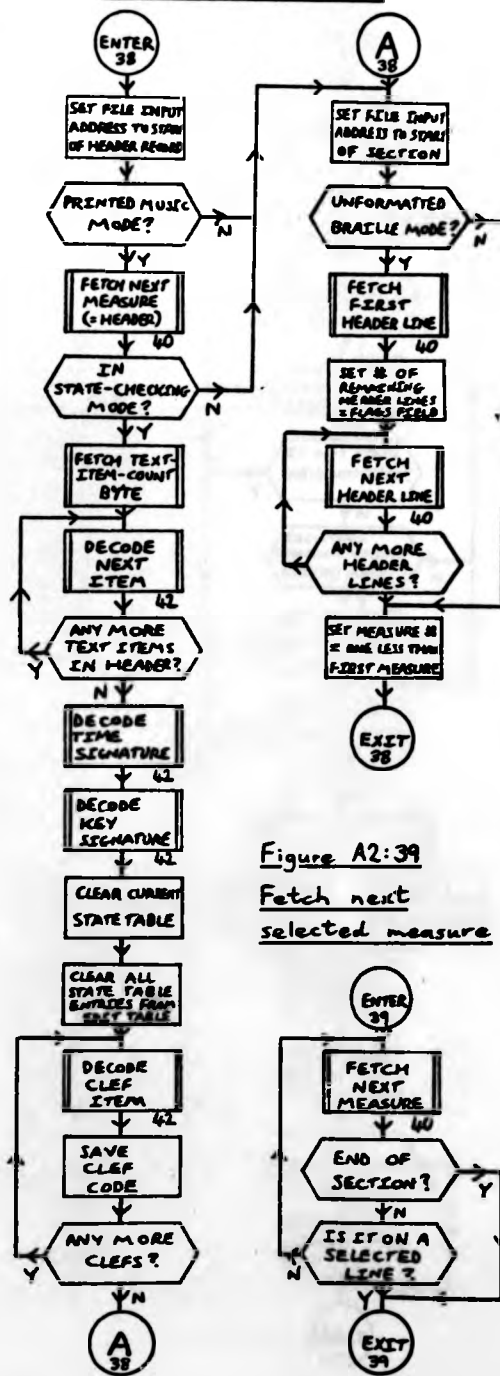 ENTER
38
SET FILE INPUT
ADDRESS TO START
OF HEADER RECORD
PRINTED MUSIC
MODE?
N
Y
FETCH NEXT
MEASURE
(= HEADER)
40
IN
STATE-CHECKING
MODE?
N
Y
FETCH TEXT-
ITEM-COUNT
BYTE
DECODE
NEXT
ITEM
42
ANY MORE
TEXT ITEMS
IN HEADER?
Y
N
DECODE
TIME
SIGNATURE
42
DECODE
KEY
SIGNATURE
42
CLEAR CURRENT
STATE TABLE
CLEAR ALL
STATE TABLE
ENTRIES FROM
EDIT TABLE
DECODE
CLEF
ITEM
42
SAVE
CLEF
CODE
ANY MORE
CLEFS?
Y
N
A
38
A
38
SET FILE INPUT
ADDRESS TO START
OF SECTION
UNFORMATTED
BRAILLE MODE?
N
Y
FETCH
FIRST
HEADER LINE
40
SET # OF
REMAINING
HEADER LINES
= FLAGS FIELD
FETCH
NEXT
HEADER LINE
40
ANY MORE
HEADER
LINES?
SET MEASURE #
= ONE LESS THAN
FIRST MEASURE
EXIT
38
Figure A2:39
Fetch next
selected measure
ENTER
39
FETCH
NEXT
MEASURE
40
END OF
SECTION?
Y
N
IS IT ON A
SELECTED
LINE?
N
Y
EXIT
39